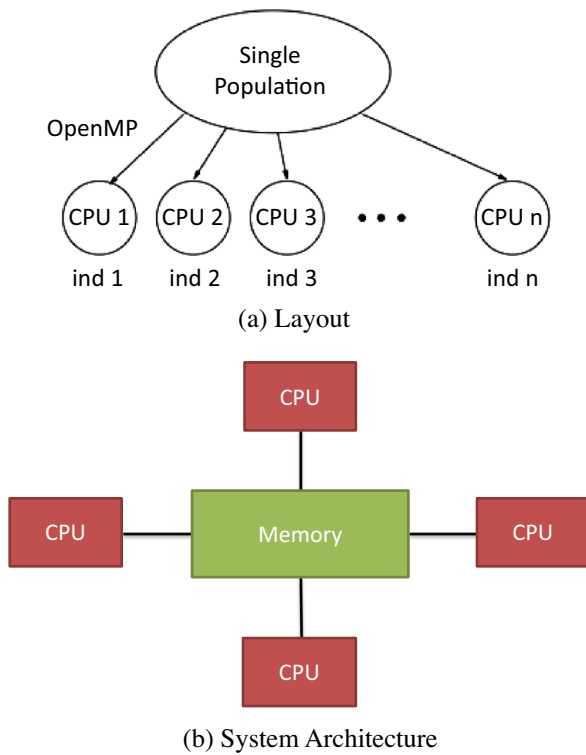 Single
Population
OpenMP
CPU 1 CPU 2 CPU 3 CPU n
ind 1 ind 2 ind 3 ind n
(a) Layout
CPU
CPU Memory CPU
CPU
(b) System Architecture